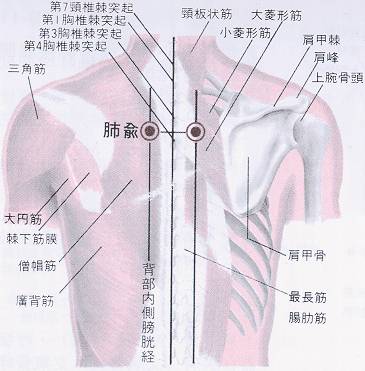 第7頸椎棘突起
第1胸椎棘突起
第3胸椎棘突起
第4胸椎棘突起
三角筋
肺兪
大円筋
棘下筋膜
僧帽筋
廣背筋
背部内側膀胱経
頸板状筋
大菱形筋
小菱形筋
肩甲棘
肩峰
上腕骨頭
肩甲骨
最長筋
腸肋筋